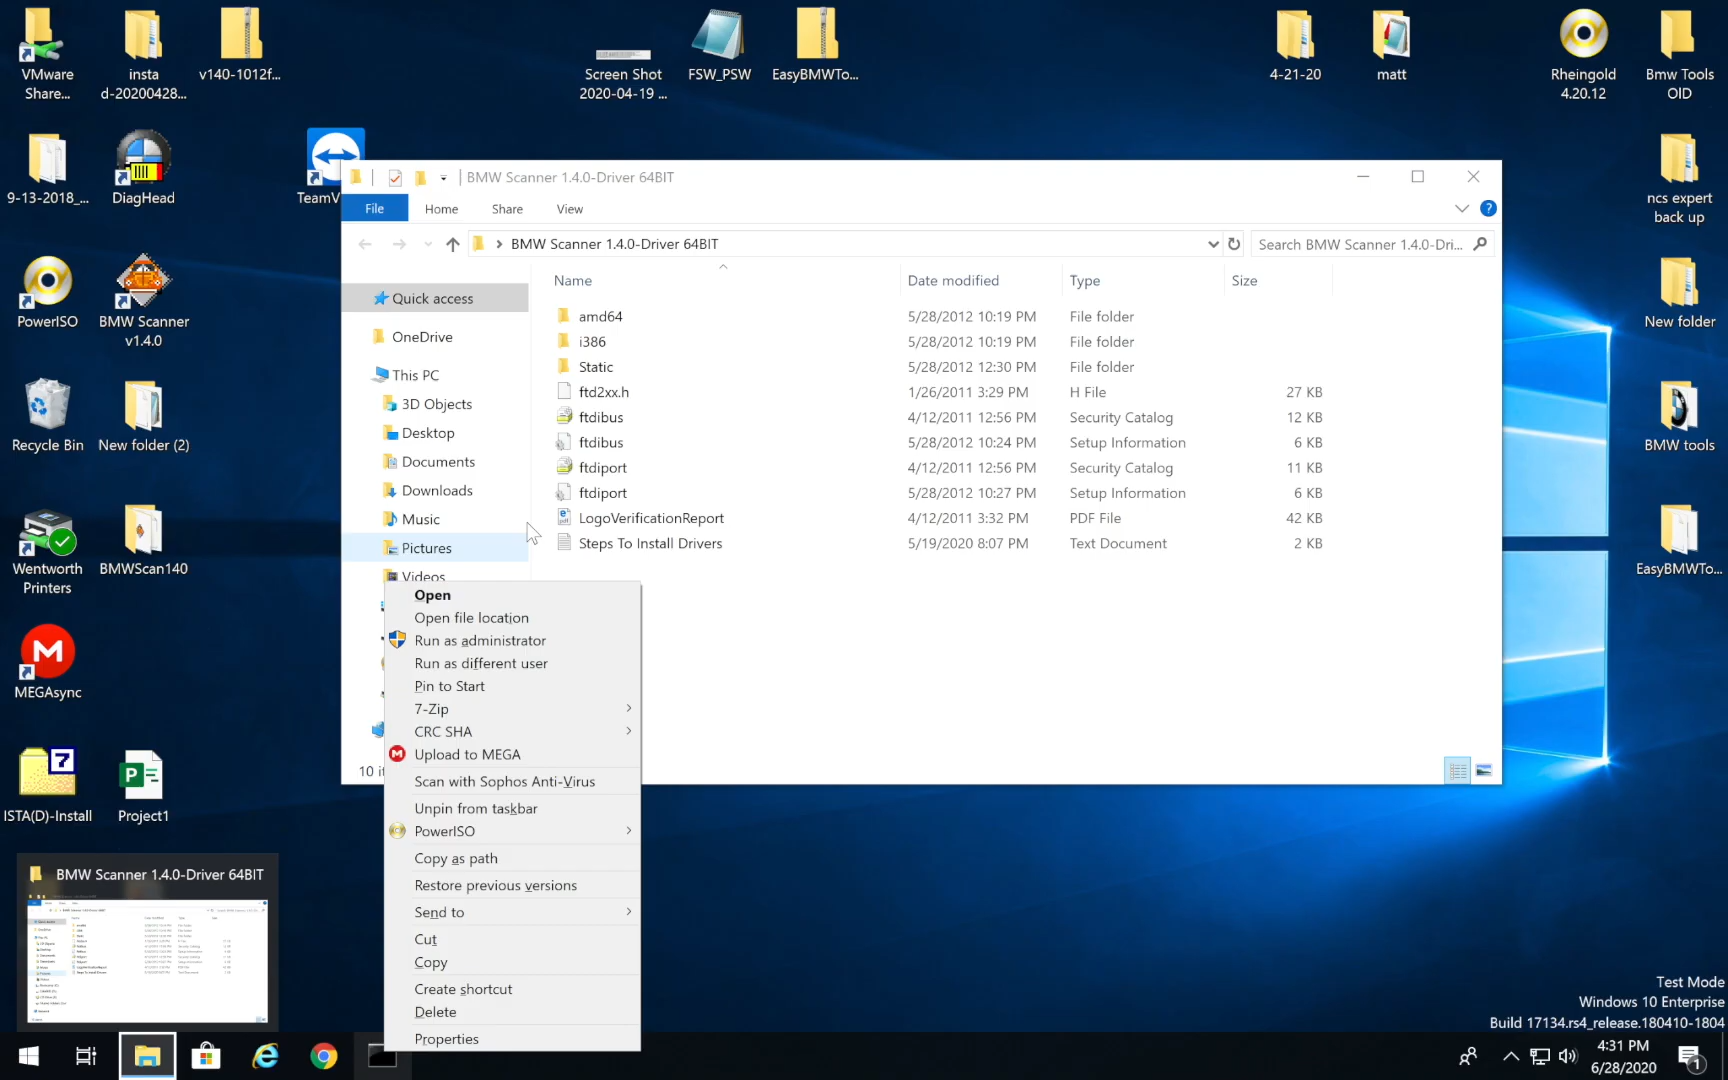 VMware
Share...
insta
d-20200428...
v140-1012f...
Screen Shot
2020-04-19 ...
FSW_PSW
EasyBMWTo...
4-21-20
matt
Rheingold
4.20.12
Bmw Tools
OID
9-13-2018_...
DiagHead
TeamV
ncs expert
back up
PowerISO
BMW Scanner
v1.4.0
New folder
Recycle Bin
New folder (2)
BMW tools
Wentworth
Printers
BMWScan140
EasyBMWTo...
MEGAsync
ISTA(D)-Install
Project1
BMW Scanner 1.4.0-Driver 64BIT
File
Home
Share
View
BMW Scanner 1.4.0-Driver 64BIT
Search BMW Scanner 1.4.0-Dri...
Name
Date modified
Type
Size
Quick access
OneDrive
This PC
3D Objects
Desktop
Documents
Downloads
Music
Pictures
Videos
amd64 5/28/2012 10:19 PM File folder
i386 5/28/2012 10:19 PM File folder
Static 5/28/2012 12:30 PM File folder
ftd2xx.h 1/26/2011 3:29 PM H File 27 KB
ftdibus 4/12/2011 12:56 PM Security Catalog 12 KB
ftdibus 5/28/2012 10:24 PM Setup Information 6 KB
ftdiport 4/12/2011 12:56 PM Security Catalog 11 KB
ftdiport 5/28/2012 10:27 PM Setup Information 6 KB
LogoVerificationReport 4/12/2011 3:32 PM PDF File 42 KB
Steps To Install Drivers 5/19/2020 8:07 PM Text Document 2 KB
10 it
Open
Open file location
Run as administrator
Run as different user
Pin to Start
7-Zip
CRC SHA
Upload to MEGA
Scan with Sophos Anti-Virus
Unpin from taskbar
PowerISO
Copy as path
Restore previous versions
Send to
Cut
Copy
Create shortcut
Delete
Properties
BMW Scanner 1.4.0-Driver 64BIT
Test Mode
Windows 10 Enterprise
Build 17134.rs4_release.180410-1804
4:31 PM
6/28/2020
1